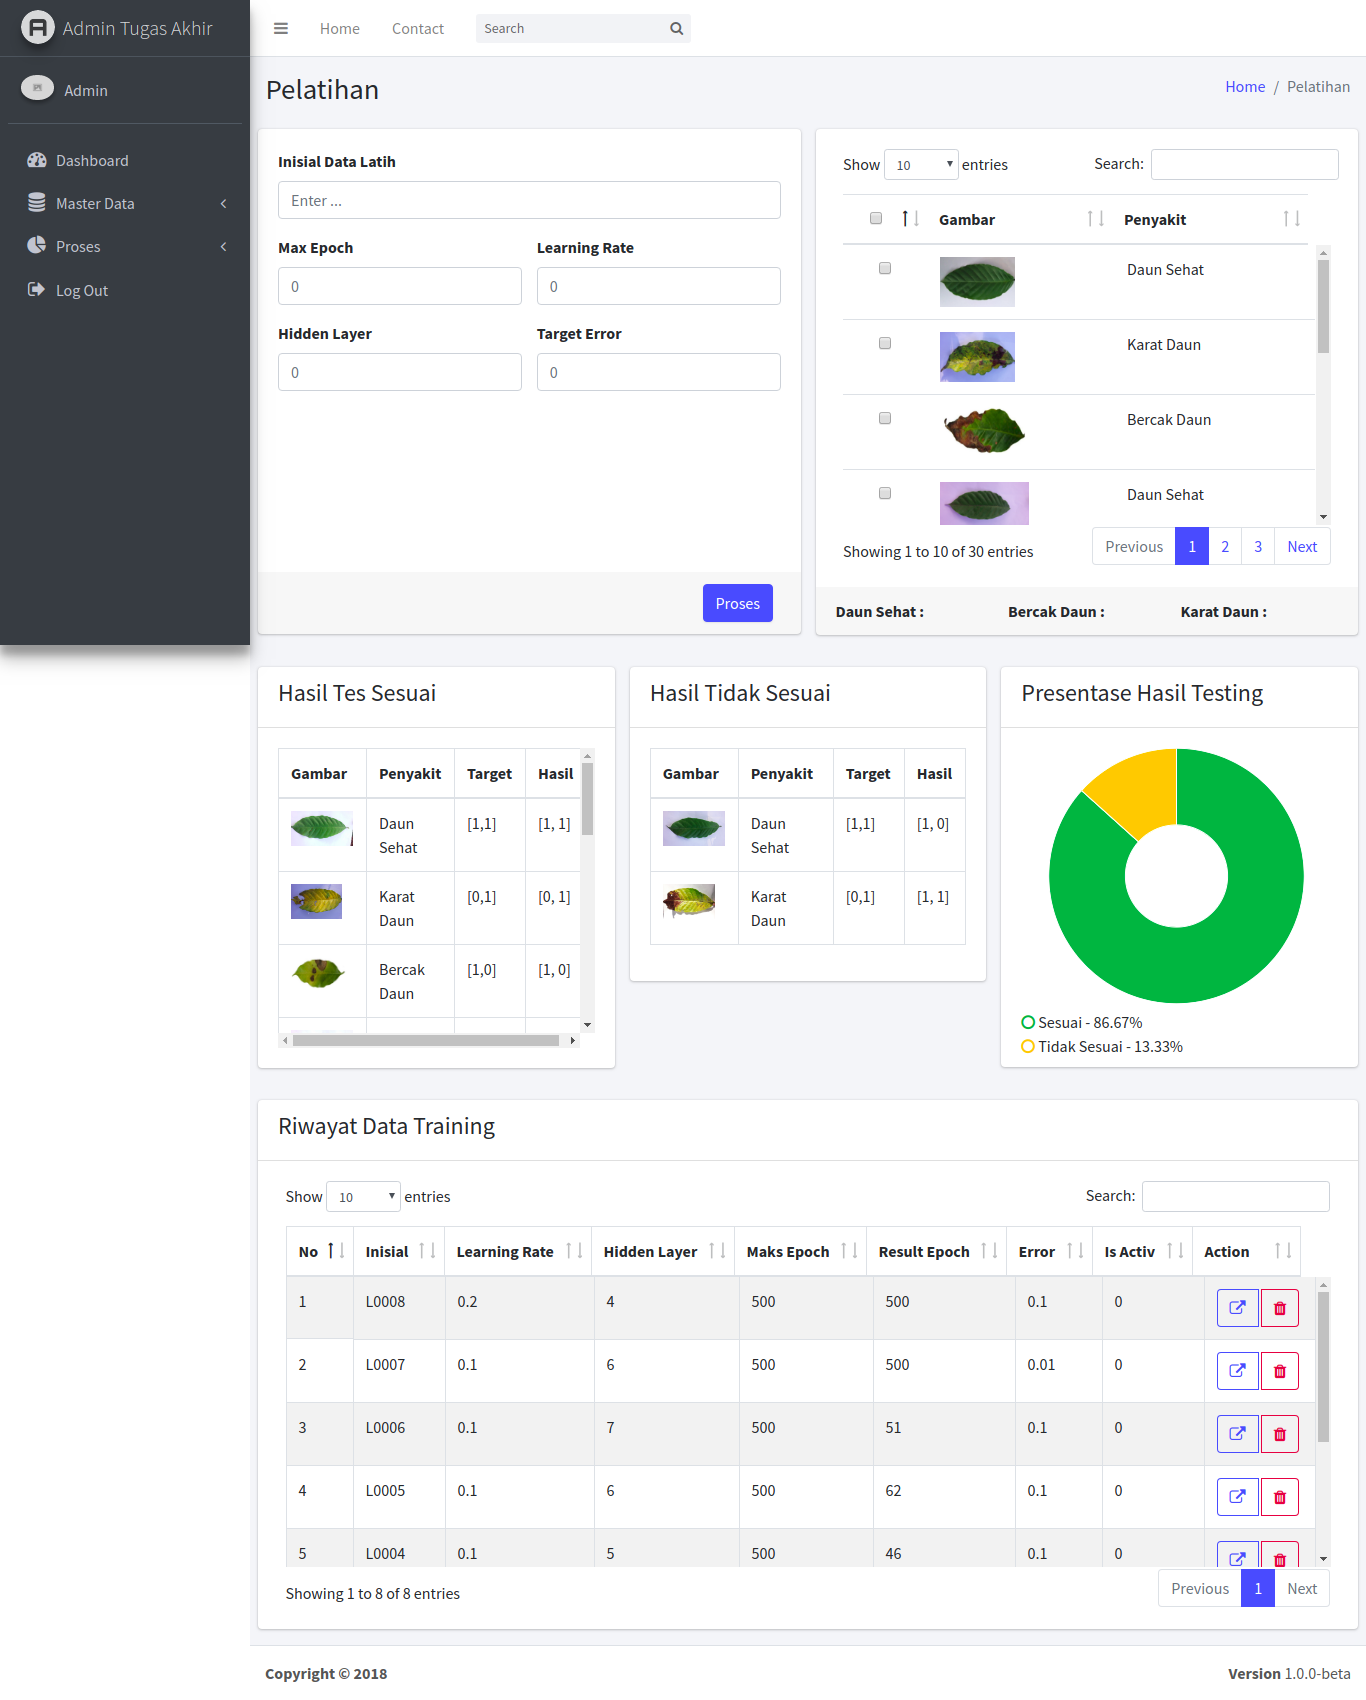 Admin Tugas Akhir
Home Contact Search
Admin
Dashboard
Master Data
Proses
Log Out
Pelatihan
Home / Pelatihan
Inisial Data Latih
Enter ...
Max Epoch Learning Rate
0 0
Hidden Layer Target Error
0 0
Proses
Show 10 entries Search:
Gambar Penyakit
Daun Sehat
Karat Daun
Bercak Daun
Daun Sehat
Showing 1 to 10 of 30 entries
Previous 1 2 3 Next
Daun Sehat : Bercak Daun : Karat Daun :
Hasil Tes Sesuai
Gambar Penyakit Target Hasil
Daun [1,1] [1, 1]
Sehat
Karat [0,1] [0, 1]
Daun
Bercak [1,0] [1, 0]
Daun
Hasil Tidak Sesuai
Gambar Penyakit Target Hasil
Daun [1,1] [1, 0]
Sehat
Karat [0,1] [1, 1]
Daun
Presentase Hasil Testing
Sesuai - 86.67%
Tidak Sesuai - 13.33%
Riwayat Data Training
Show 10 entries Search:
No Inisial Learning Rate Hidden Layer Maks Epoch Result Epoch Error Is Activ Action
1 L0008 0.2 4 500 500 0.1 0
2 L0007 0.1 6 500 500 0.01 0
3 L0006 0.1 7 500 51 0.1 0
4 L0005 0.1 6 500 62 0.1 0
5 L0004 0.1 5 500 46 0.1 0
Showing 1 to 8 of 8 entries
Previous 1 Next
Copyright © 2018
Version 1.0.0-beta